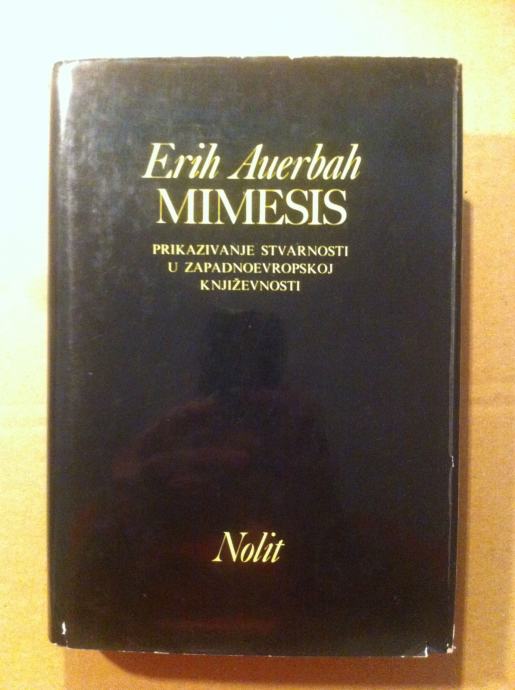 Erih Auerbah
MIMESIS
PRIKAZIVANJE STVARNOSTI
U ZAPADNOEVROPSKOJ
KNJIŽEVNOSTI
Nolit